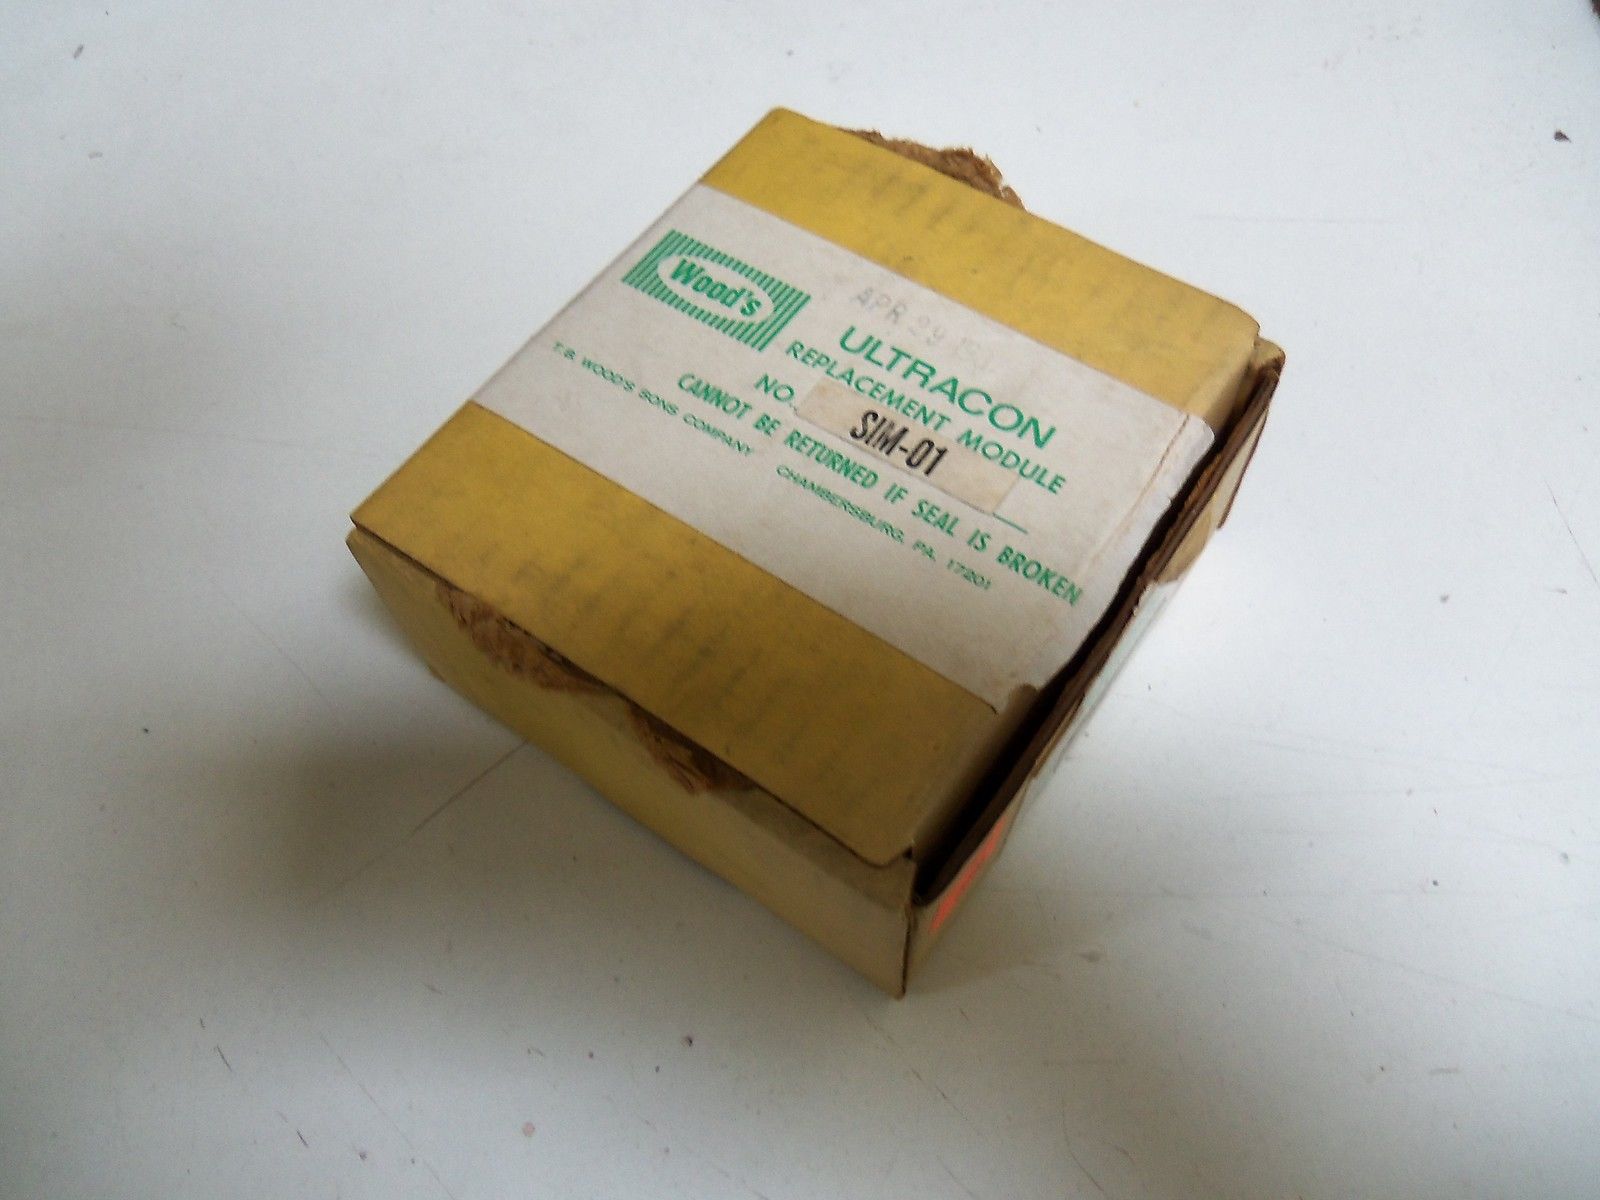 Wood's
APR 29
ULTRACON
REPLACEMENT MODULE
NO. SIM-01
CANNOT BE RETURNED IF SEAL IS BROKEN
T. B. WOOD'S SONS COMPANY CHAMBERSBURG, PA. 17201